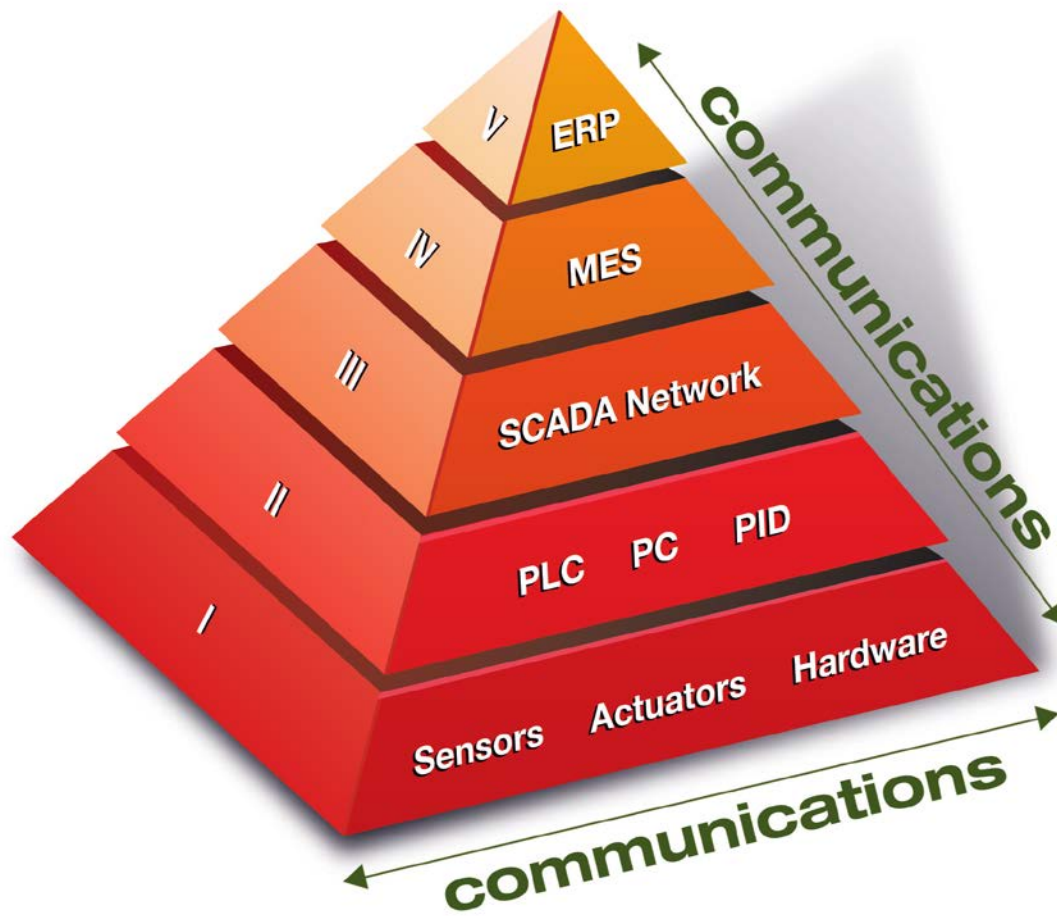 V
ERP
IV
MES
III
SCADA Network
II
PLC PC PID
I
Sensors Actuators Hardware
communications
communications